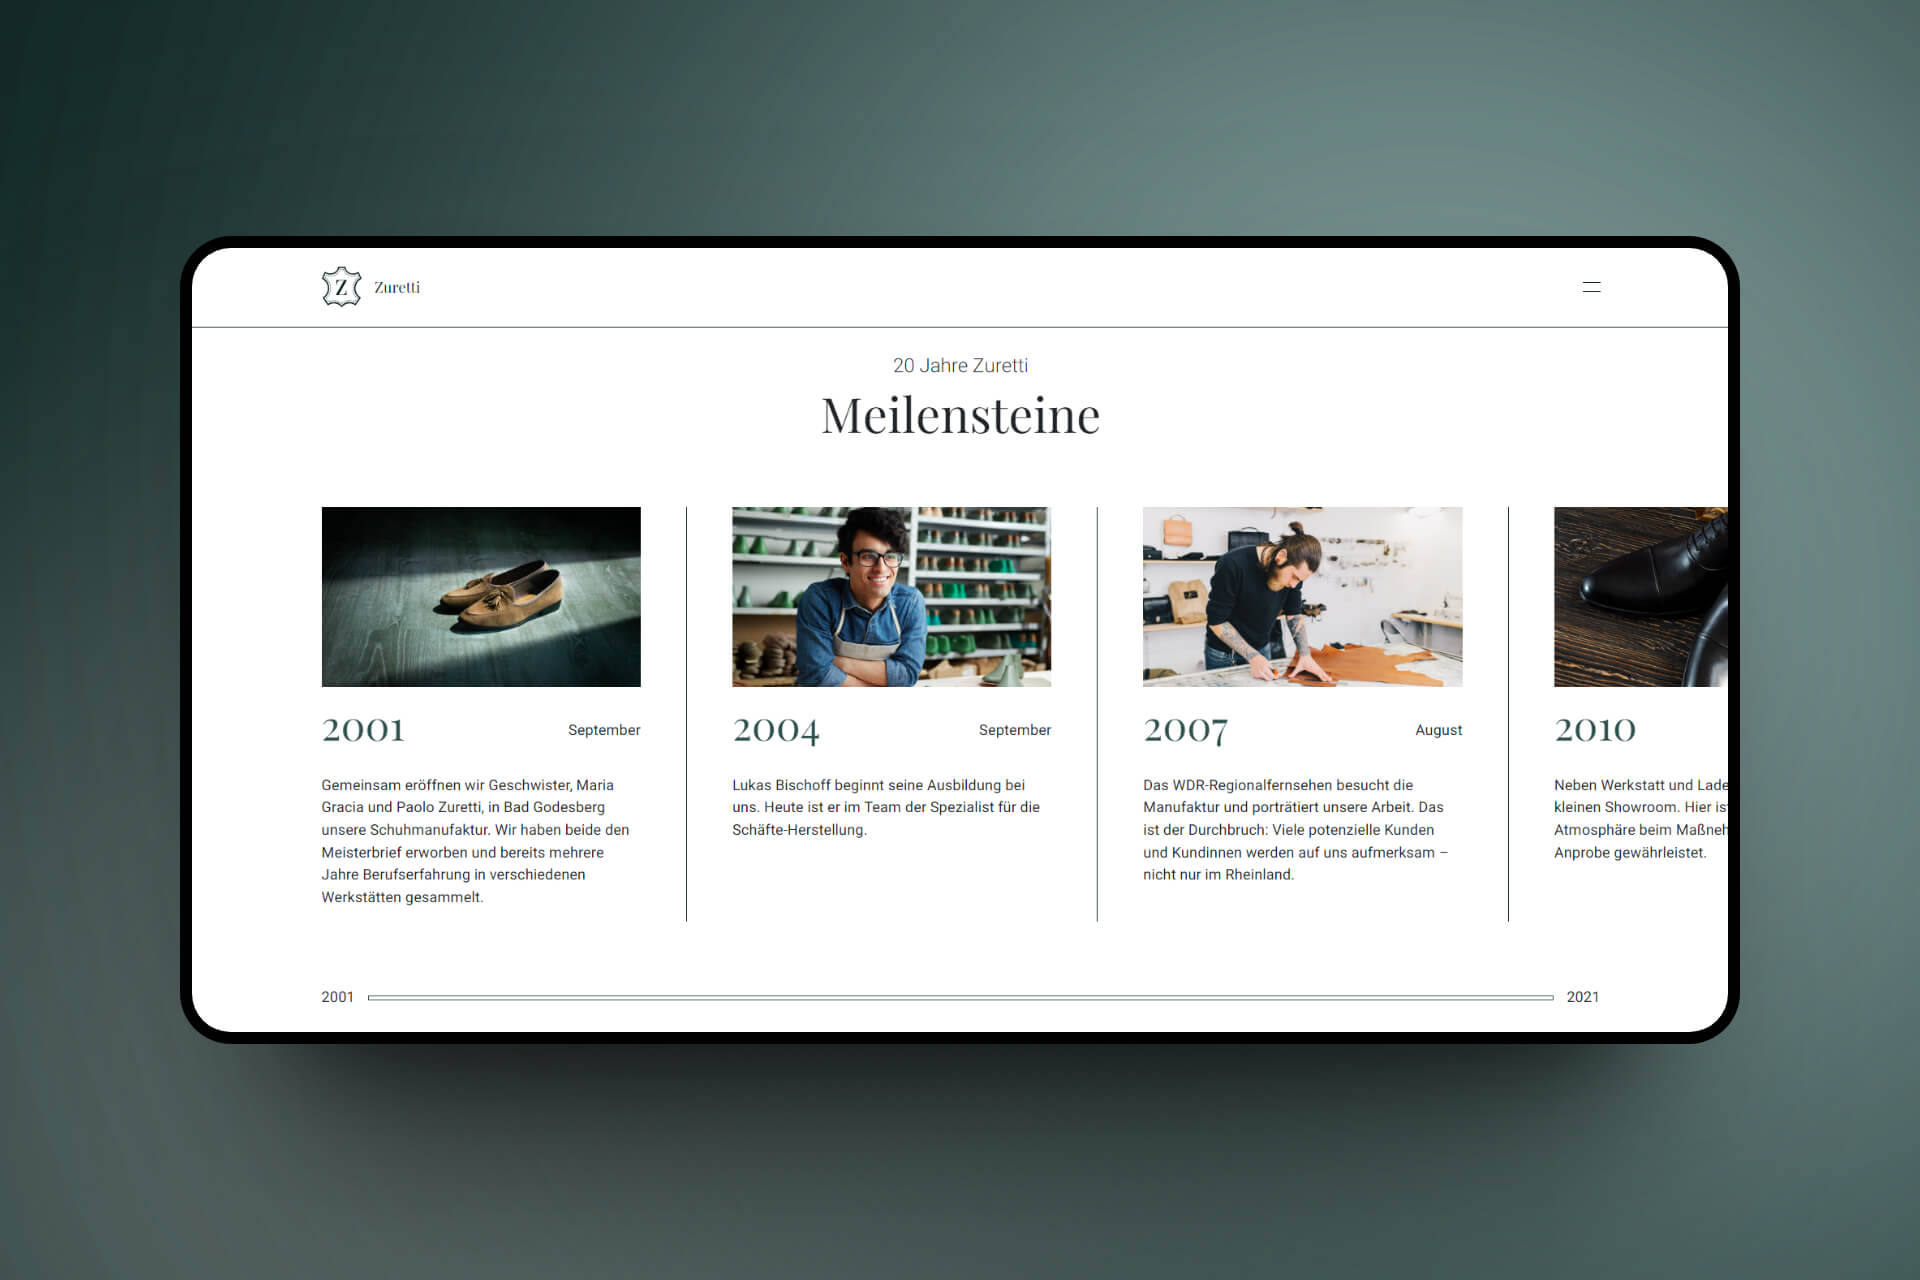 Z
Zuretti
20 Jahre Zuretti
Meilensteine
2001
September
Gemeinsam eröffnen wir Geschwister, Maria
Gracia und Paolo Zuretti, in Bad Godesberg
unsere Schuhmanufaktur. Wir haben beide den
Meisterbrief erworben und bereits mehrere
Jahre Berufserfahrung in verschiedenen
Werkstätten gesammelt.
2004
September
Lukas Bischoff beginnt seine Ausbildung bei
uns. Heute ist er im Team der Spezialist für die
Schäfte-Herstellung.
2007
August
Das WDR-Regionalfernsehen besucht die
Manufaktur und porträtiert unsere Arbeit. Das
ist der Durchbruch: Viele potenzielle Kunden
und Kundinnen werden auf uns aufmerksam –
nicht nur im Rheinland.
2010
Neben Werkstatt und Lade
kleinen Showroom. Hier is
Atmosphäre beim Maßneh
Anprobe gewährleistet.
2001
2021